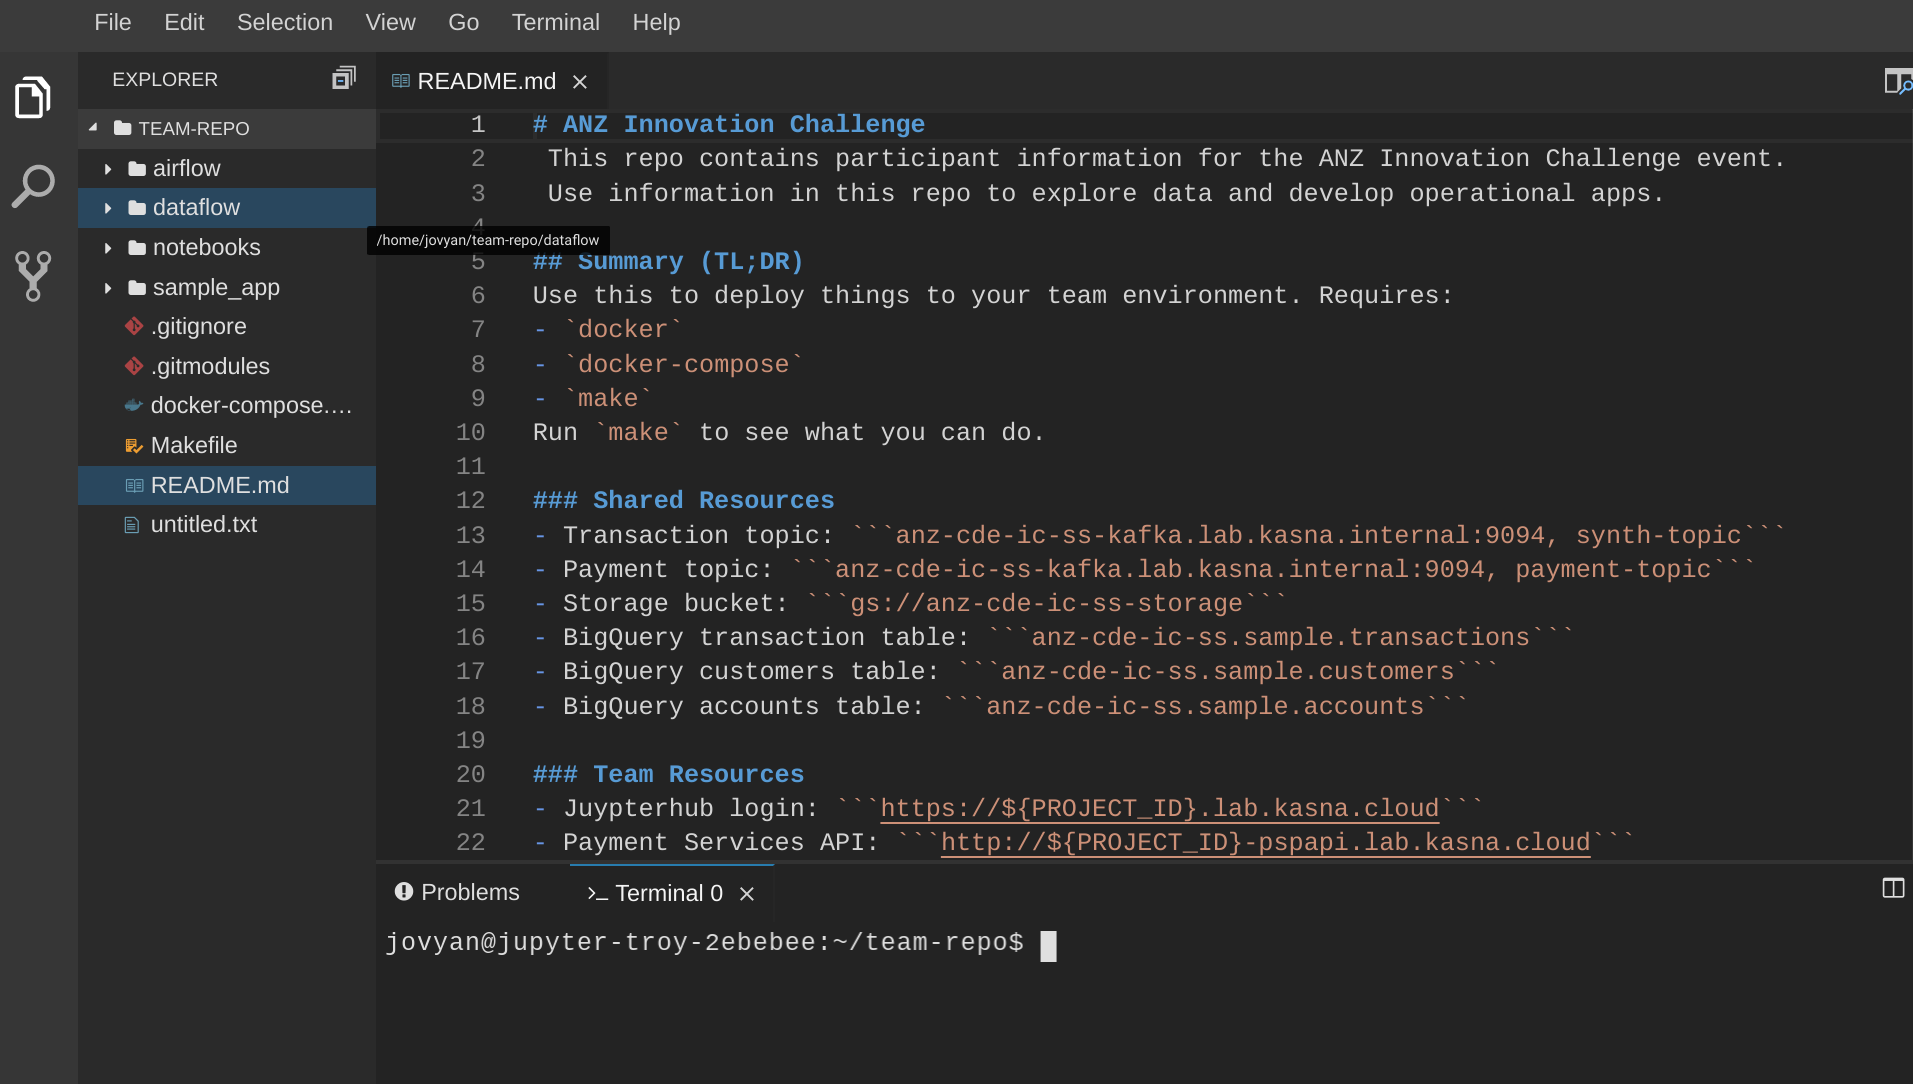 File Edit Selection View Go Terminal Help
EXPLORER
TEAM-REPO
airflow
dataflow
notebooks
sample_app
.gitignore
.gitmodules
docker-compose....
Makefile
README.md
untitled.txt
README.md
/home/jovyan/team-repo/dataflow
1 # ANZ Innovation Challenge
2 This repo contains participant information for the ANZ Innovation Challenge event.
3 Use information in this repo to explore data and develop operational apps.
4
5 ## Summary (TL;DR)
6 Use this to deploy things to your team environment. Requires:
7 - `docker`
8 - `docker-compose`
9 - `make`
10 Run `make` to see what you can do.
11
12 ### Shared Resources
13 - Transaction topic: ```anz-cde-ic-ss-kafka.lab.kasna.internal:9094, synth-topic```
14 - Payment topic: ```anz-cde-ic-ss-kafka.lab.kasna.internal:9094, payment-topic```
15 - Storage bucket: ```gs://anz-cde-ic-ss-storage```
16 - BigQuery transaction table: ```anz-cde-ic-ss.sample.transactions```
17 - BigQuery customers table: ```anz-cde-ic-ss.sample.customers```
18 - BigQuery accounts table: ```anz-cde-ic-ss.sample.accounts```
19
20 ### Team Resources
21 - Juypterhub login: ```https://${PROJECT_ID}.lab.kasna.cloud```
22 - Payment Services API: ```http://${PROJECT_ID}-pspapi.lab.kasna.cloud```
Problems >_ Terminal 0
jovyan@jupyter-troy-2ebebee:~/team-repo$